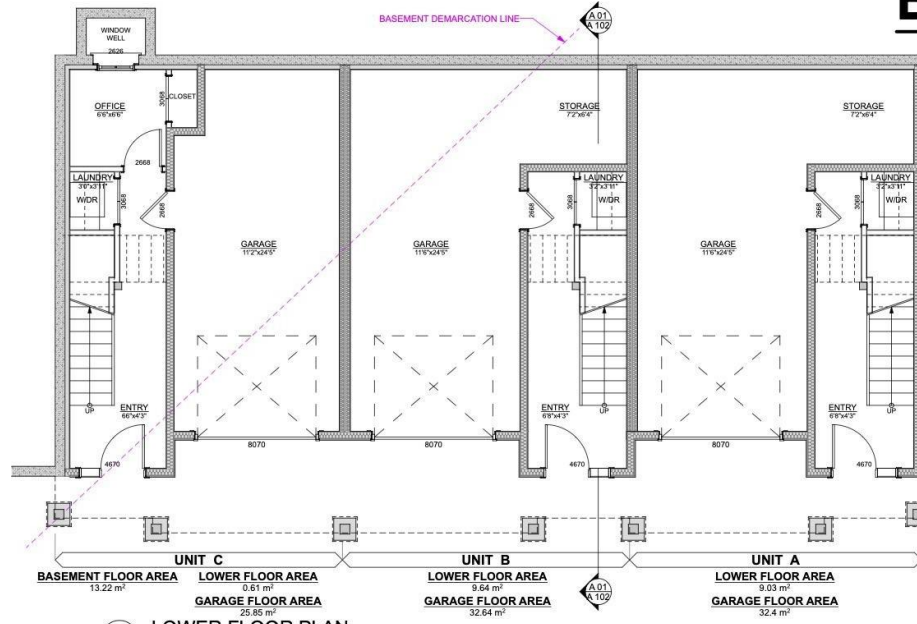 BASEMENT DEMARCATION LINE
A 01
A 102
WINDOW
WELL
2626
OFFICE
6'6"x6'6"
3068
CLOSET
STORAGE
7'2"x6'4"
STORAGE
7'2"x6'4"
2668
LAUNDRY
3'0"x3'11"
W/DR
3068
2668
2668
3068
LAUNDRY
3'2"x3'11"
W/DR
2668
3068
LAUNDRY
3'2"x3'11"
W/DR
GARAGE
11'2"x24'5"
GARAGE
11'6"x24'5"
GARAGE
11'6"x24'5"
UP
UP
UP
ENTRY
6'6"x4'3"
ENTRY
6'8"x4'3"
ENTRY
6'8"x4'3"
8070
8070
8070
4670
4670
4670
UNIT C
UNIT B
UNIT A
BASEMENT FLOOR AREA
13.22 m²
LOWER FLOOR AREA
0.61 m²
GARAGE FLOOR AREA
25.85 m²
LOWER FLOOR AREA
9.64 m²
GARAGE FLOOR AREA
32.64 m²
A 01
A 102
LOWER FLOOR AREA
9.03 m²
GARAGE FLOOR AREA
32.4 m²
LOWER FLOOR PLAN